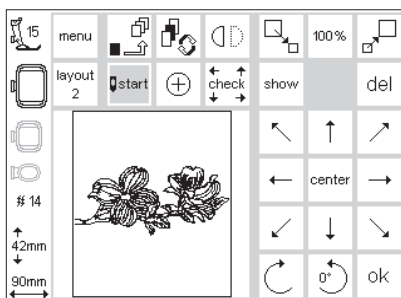 15 menu 100%
layout
2 start check show del
center
# 14
42mm
90mm 0° ok